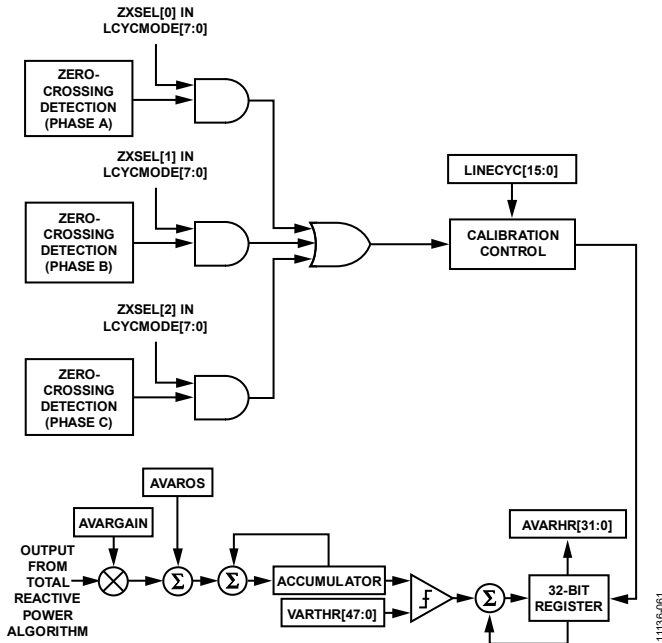 ZXSEL[0] IN
LCYCMODE[7:0]
ZERO-
CROSSING
DETECTION
(PHASE A)
ZXSEL[1] IN
LCYCMODE[7:0]
ZERO-
CROSSING
DETECTION
(PHASE B)
LINECYC[15:0]
CALIBRATION
CONTROL
ZXSEL[2] IN
LCYCMODE[7:0]
ZERO-
CROSSING
DETECTION
(PHASE C)
AVAROS
AVARGAIN
AVARHR[31:0]
OUTPUT
FROM
TOTAL
REACTIVE
POWER
ALGORITHM
Σ
Σ
ACCUMULATOR
VARTHR[47:0]
Σ
32-BIT
REGISTER
11136-061